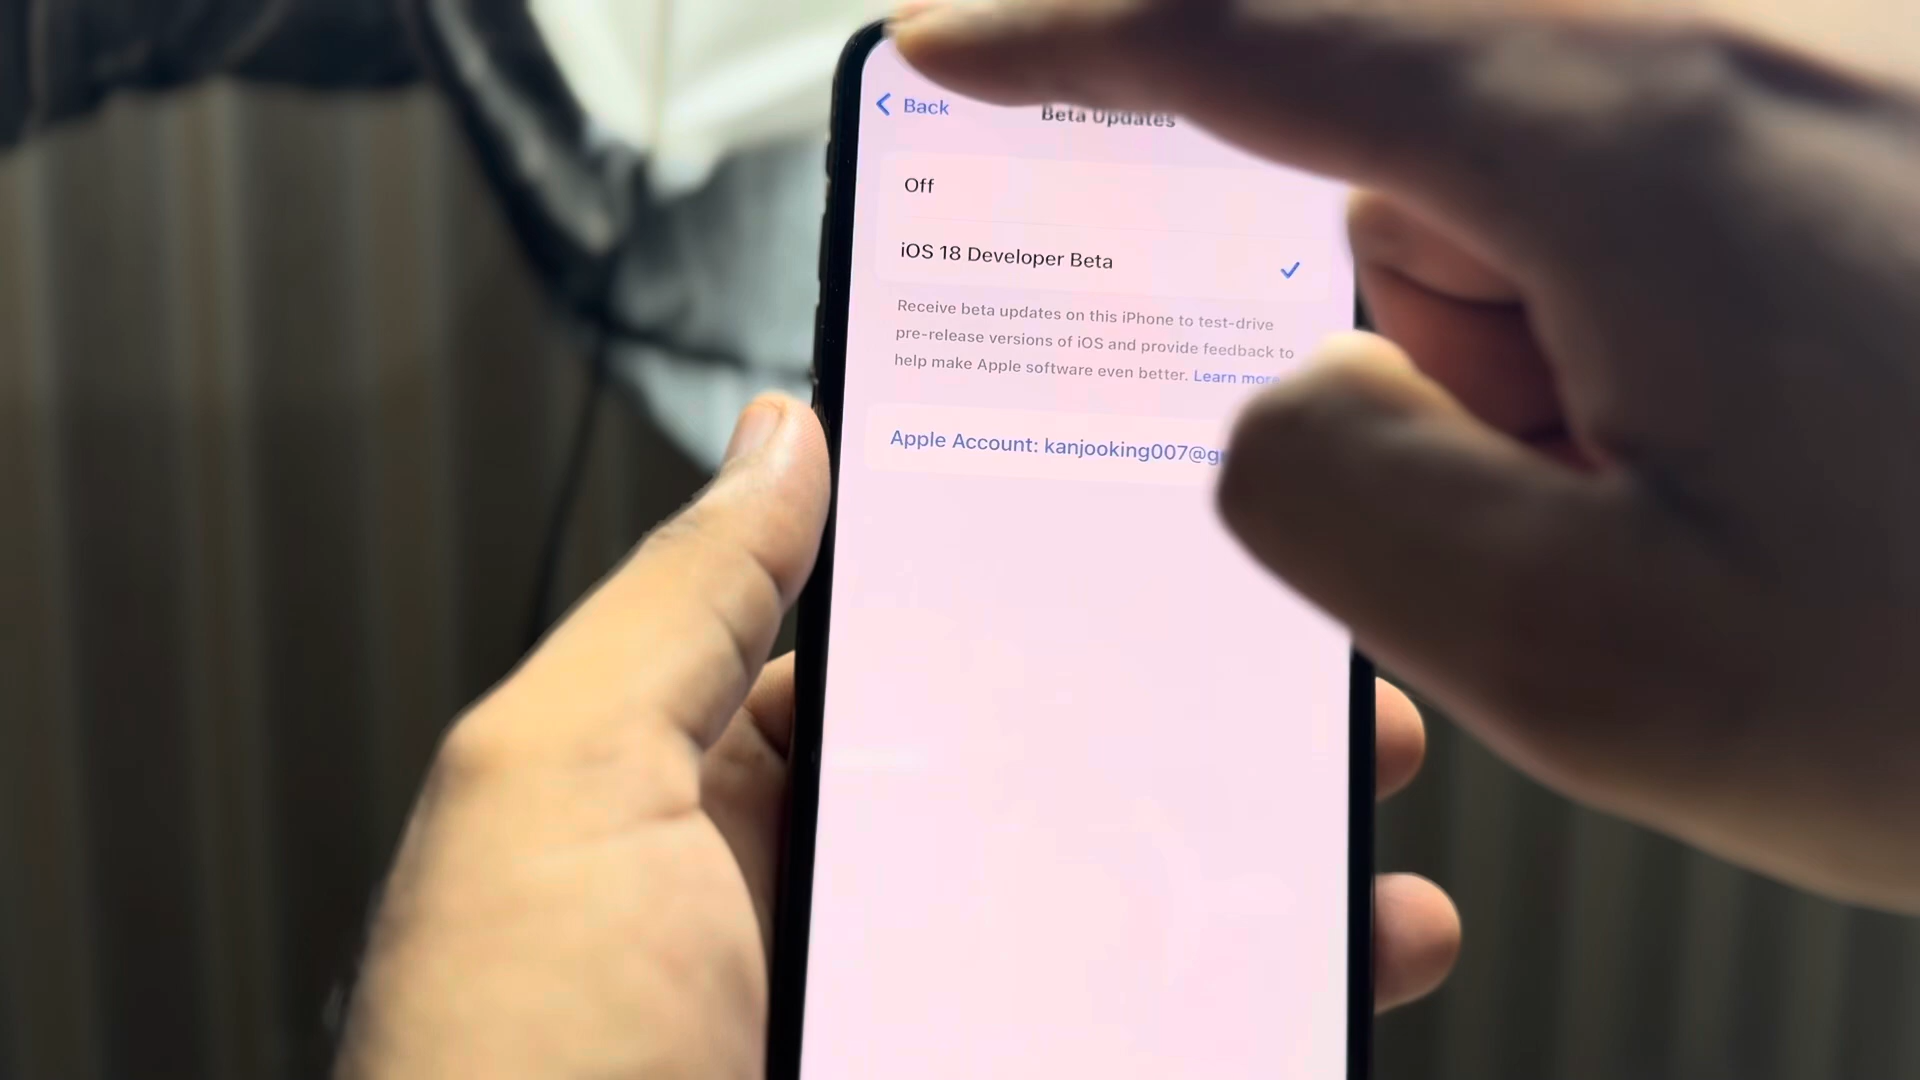 Back
Beta Updates
Off
iOS 18 Developer Beta
Receive beta updates on this iPhone to test-drive
pre-release versions of iOS and provide feedback to
help make Apple software even better. Learn more
Apple Account: kanjooking007@g